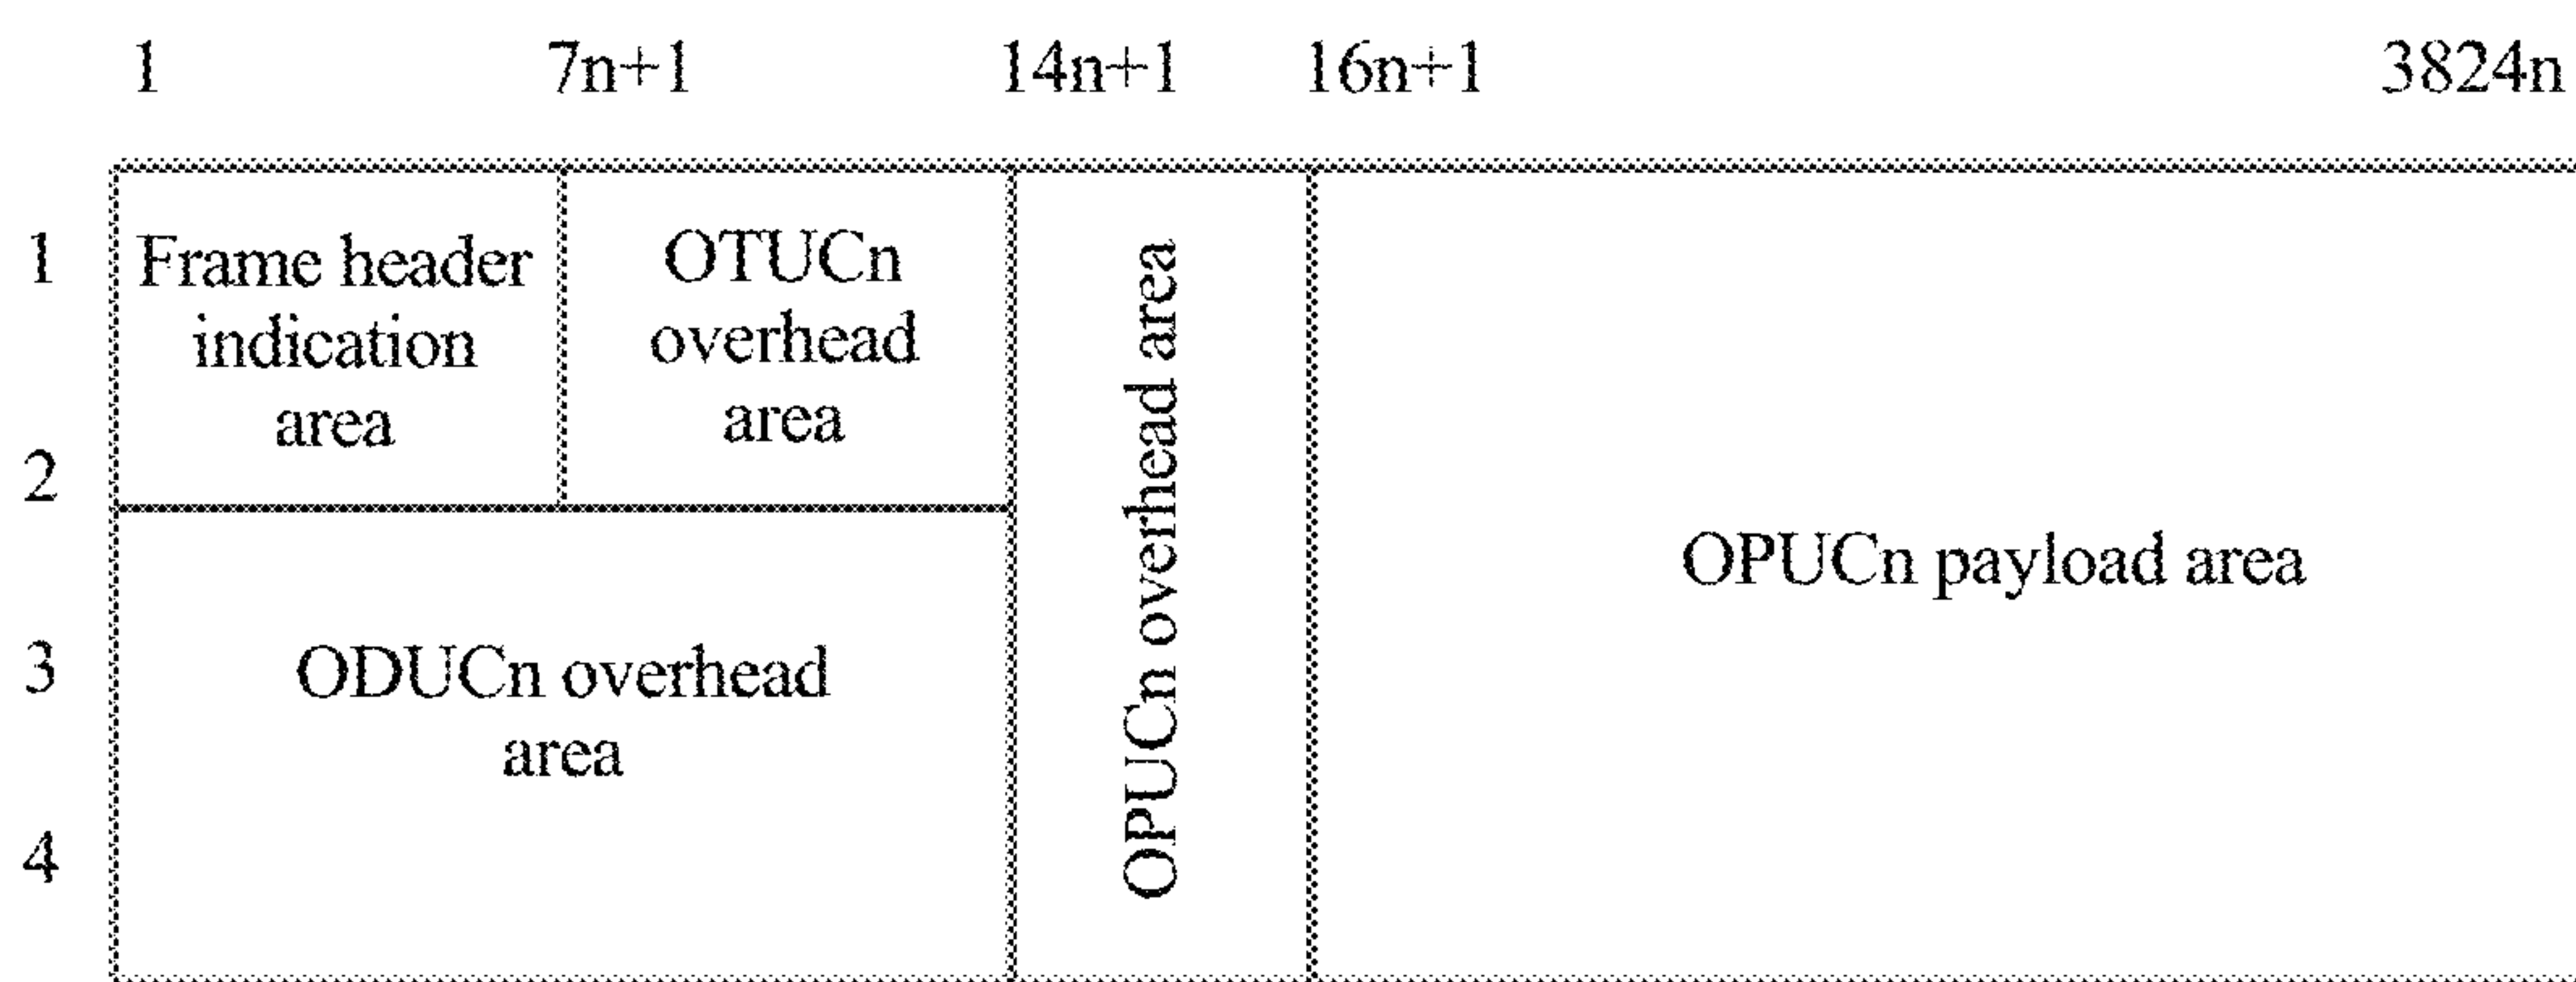 1 7n+1 14n+1 16n+1 3824n
1
2
3
4
Frame header
indication
area
OTUCn
overhead
area
ODUCn overhead
area
OPUCn overhead area
OPUCn payload area